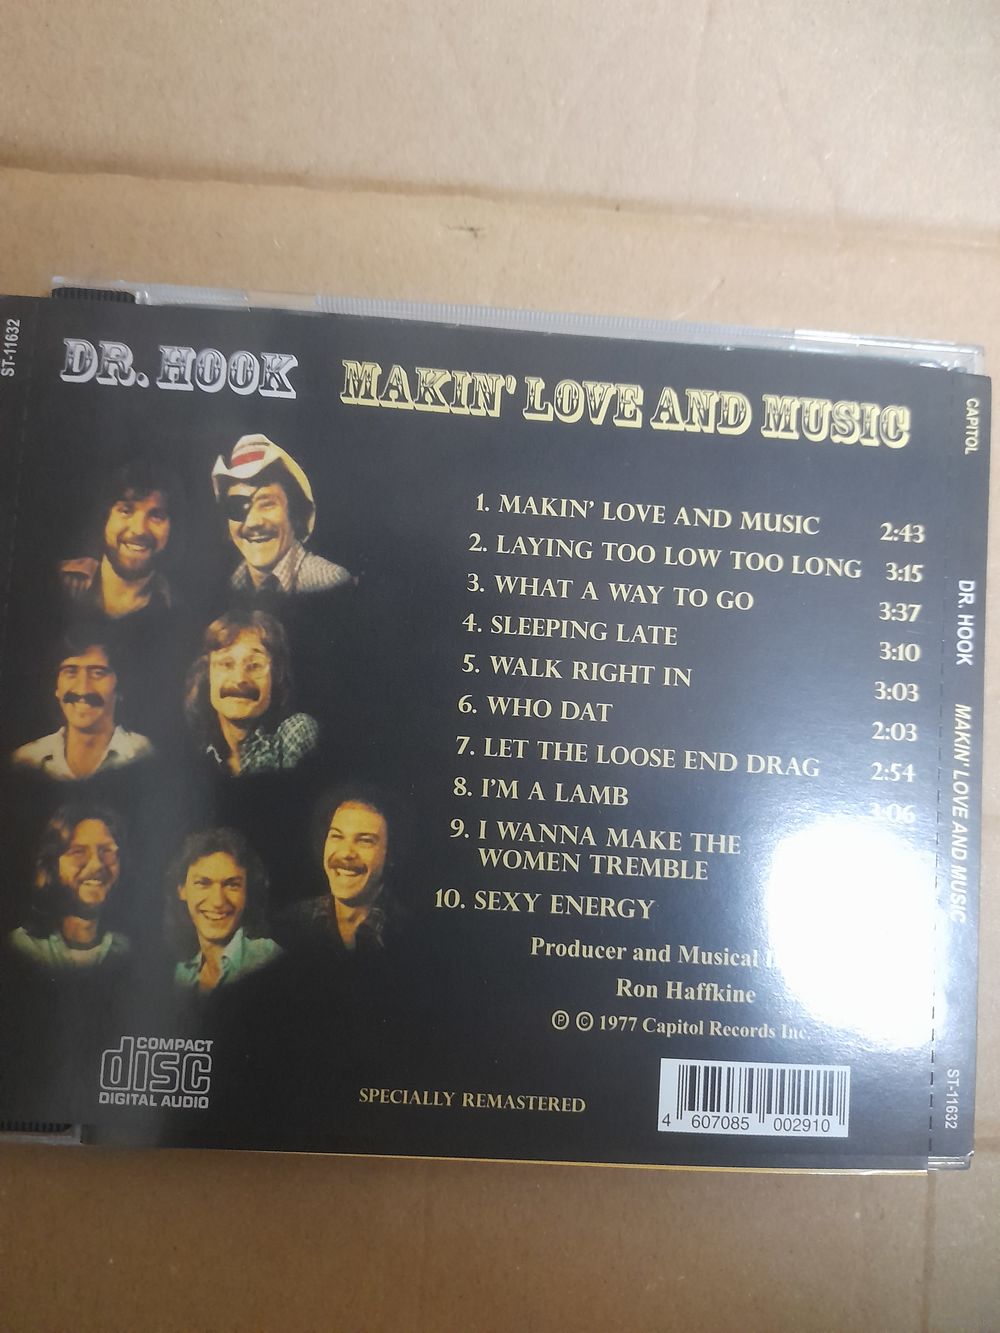 ST-11632
DR. HOOK
MAKIN' LOVE AND MUSIC
1. MAKIN' LOVE AND MUSIC 2:43
2. LAYING TOO LOW TOO LONG 3:15
3. WHAT A WAY TO GO 3:37
4. SLEEPING LATE 3:10
5. WALK RIGHT IN 3:03
6. WHO DAT 2:03
7. LET THE LOOSE END DRAG 2:54
8. I'M A LAMB 3:06
9. I WANNA MAKE THE
WOMEN TREMBLE
10. SEXY ENERGY
Producer and Musical
Ron Haffkine
℗ © 1977 Capitol Records Inc.
COMPACT
disc
DIGITAL AUDIO
SPECIALLY REMASTERED
4 607085 002910
CAPITOL
DR. HOOK MAKIN' LOVE AND MUSIC
ST-11632